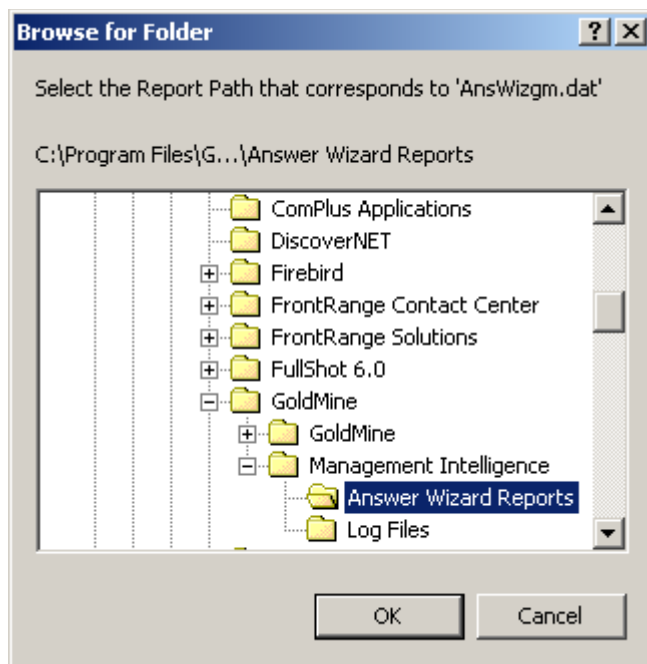 Browse for Folder
Select the Report Path that corresponds to 'AnsWizgm.dat'
C:\Program Files\G...\Answer Wizard Reports
ComPlus Applications
DiscoverNET
Firebird
FrontRange Contact Center
FrontRange Solutions
FullShot 6.0
GoldMine
GoldMine
Management Intelligence
Answer Wizard Reports
Log Files
OK Cancel